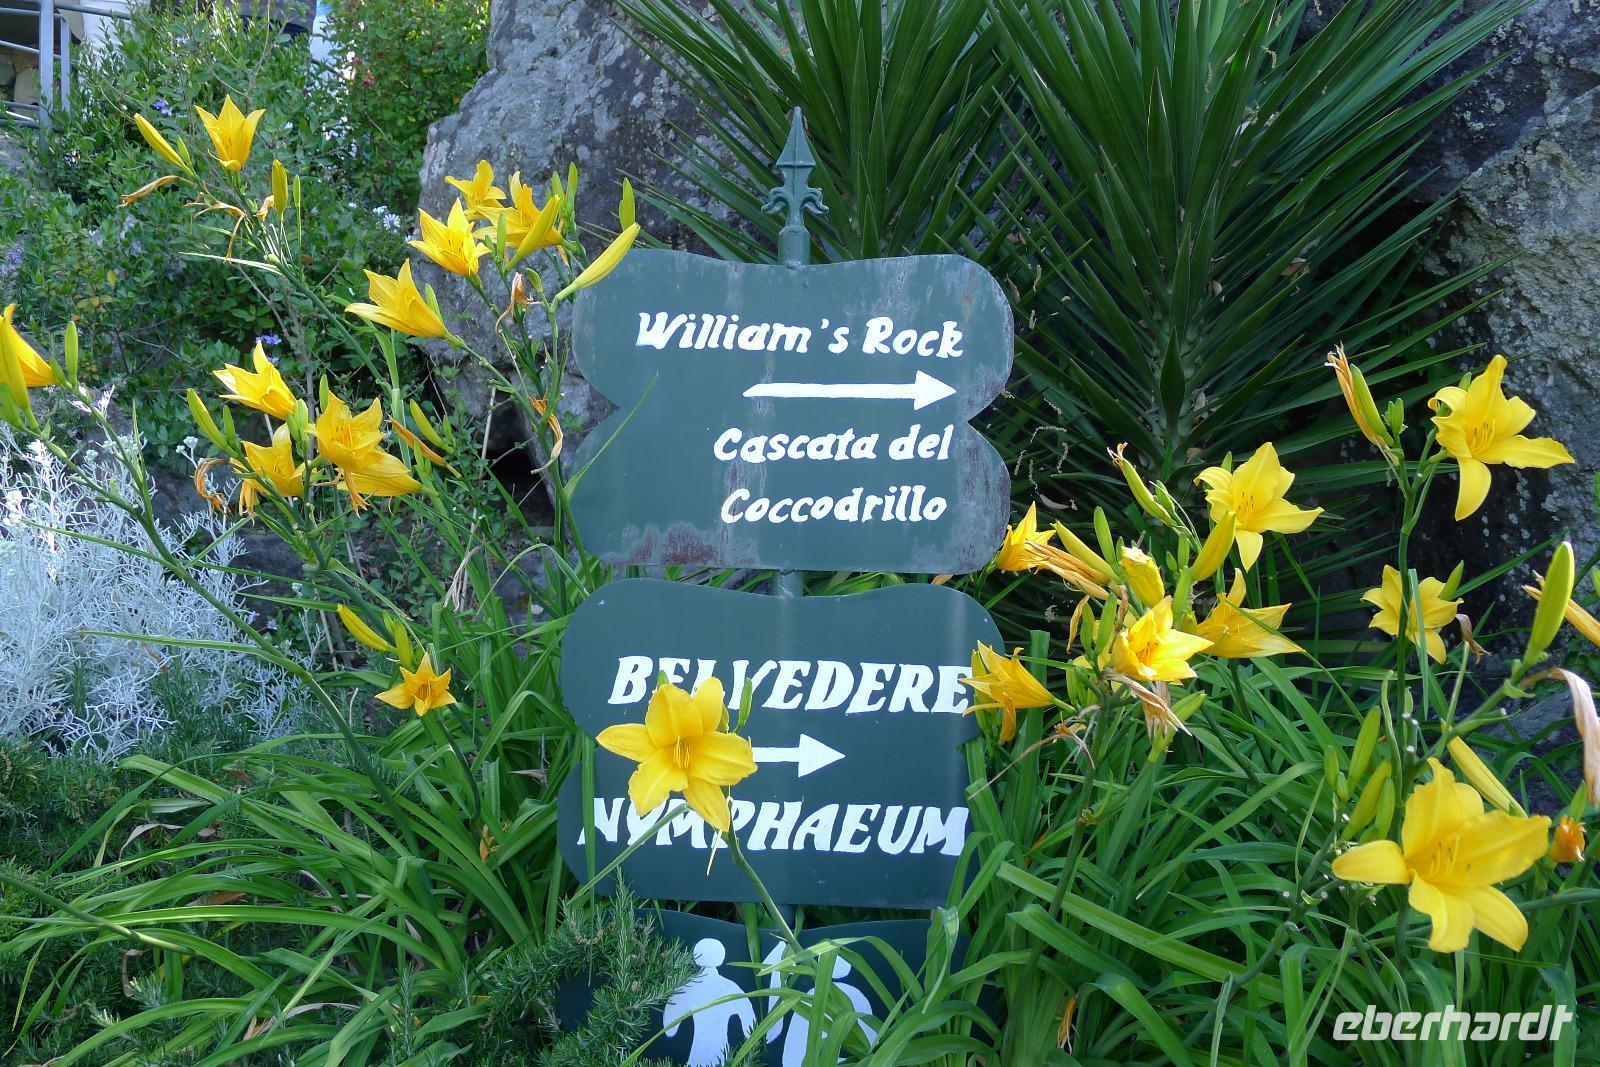 William's Rock
Cascata del
Coccodrillo
BELVEDERE
NYMPHAEUM
eberhardt